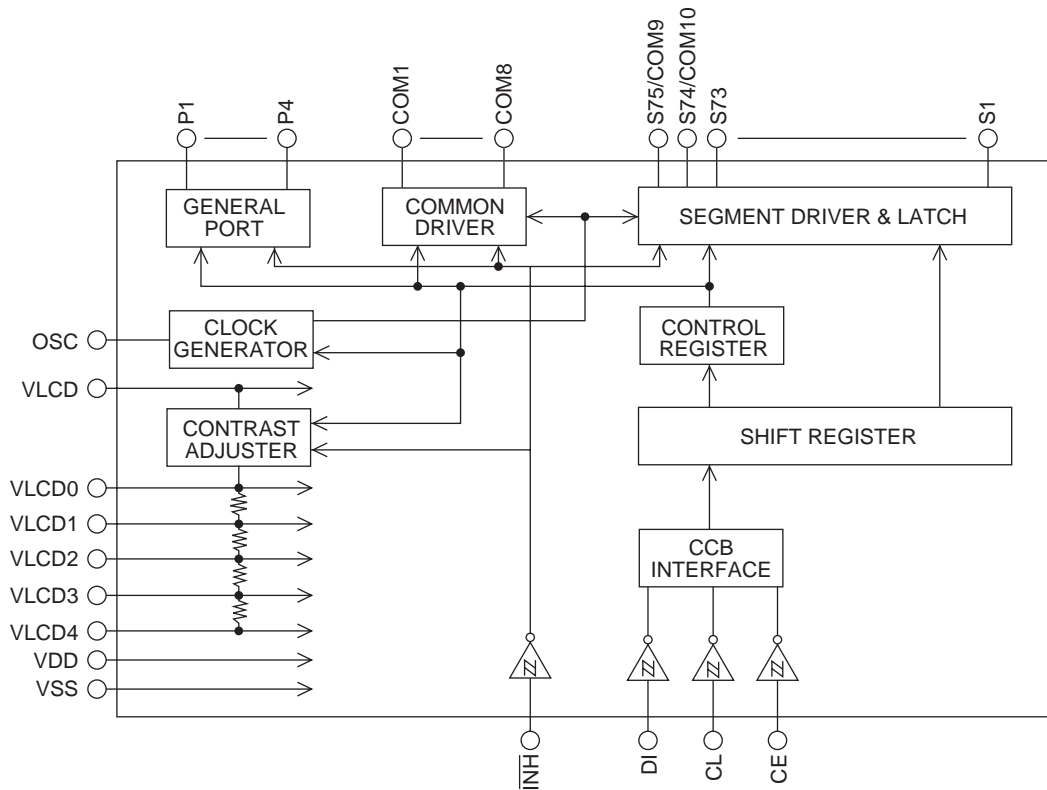 P1
P4
COM1
COM8
S75/COM9
S74/COM10
S73
S1
GENERAL
PORT
COMMON
DRIVER
SEGMENT DRIVER & LATCH
OSC
CLOCK
GENERATOR
CONTROL
REGISTER
VLCD
CONTRAST
ADJUSTER
SHIFT REGISTER
VLCD0
VLCD1
VLCD2
VLCD3
VLCD4
VDD
VSS
CCB
INTERFACE
INH
DI
CL
CE